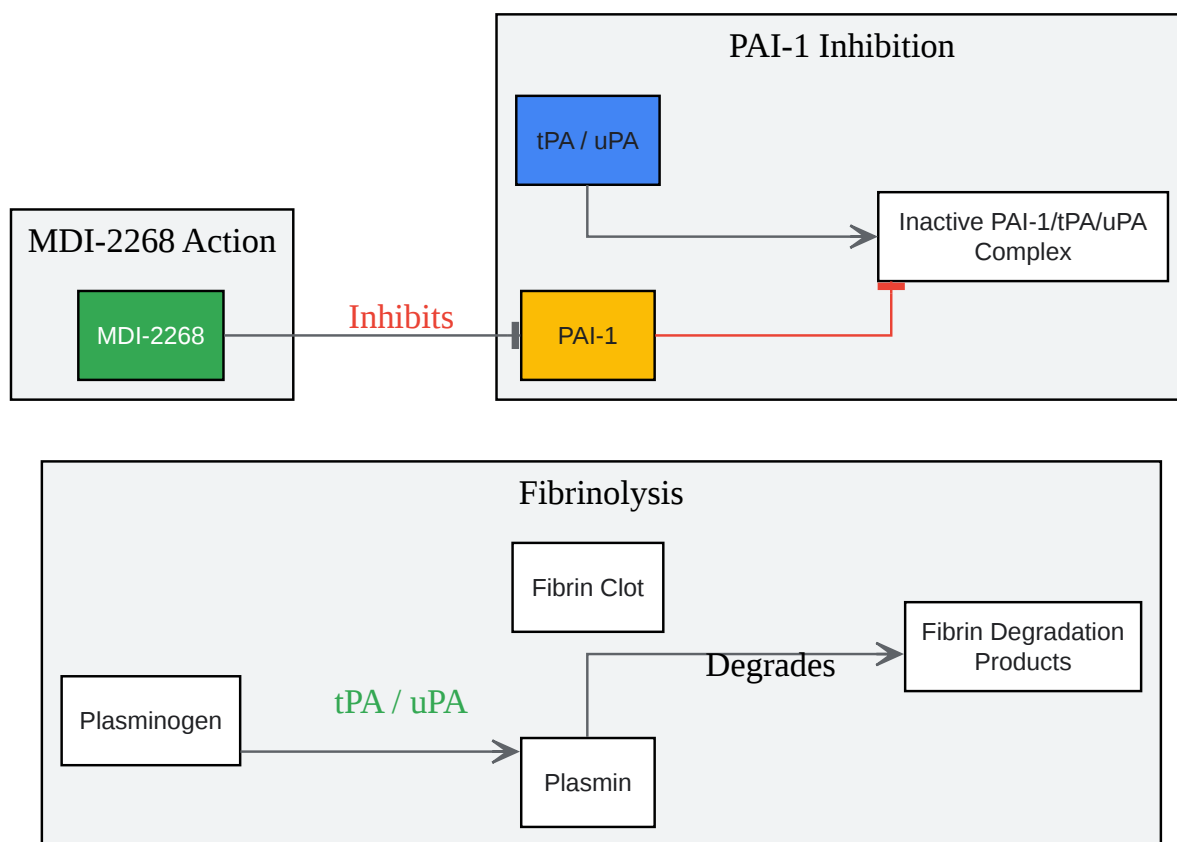 PAI-1 Inhibition
tPA / uPA
Inactive PAI-1/tPA/uPA
Complex
MDI-2268 Action
MDI-2268
Inhibits
PAI-1
Fibrinolysis
Fibrin Clot
Fibrin Degradation
Products
Degrades
tPA / uPA
Plasminogen
Plasmin